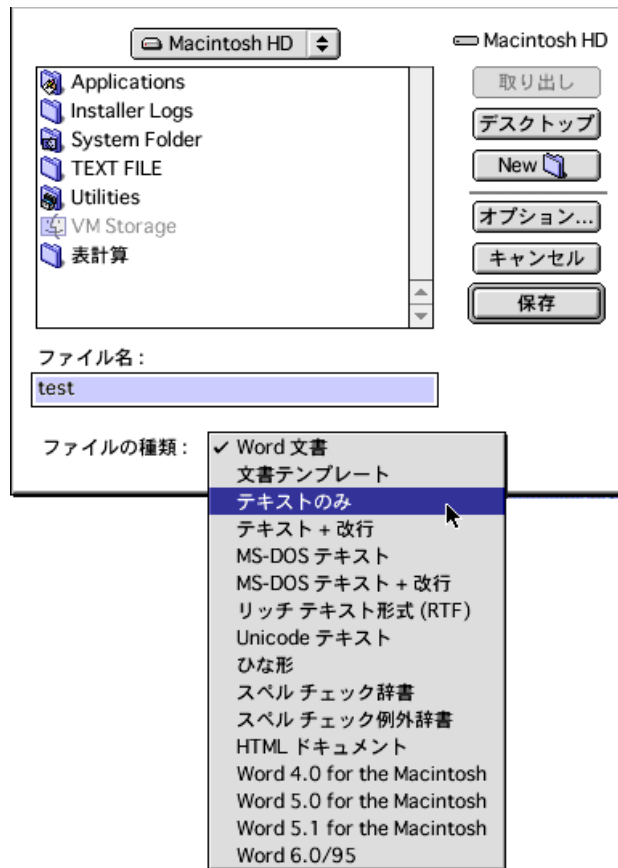 Macintosh HD
Macintosh HD
Applications
Installer Logs
System Folder
TEXT FILE
Utilities
VM Storage
表計算
取り出し
デスクトップ
New
オプション...
キャンセル
保存
ファイル名 :
test
ファイルの種類 :
✓ Word 文書
文書テンプレート
テキストのみ
テキスト + 改行
MS-DOS テキスト
MS-DOS テキスト + 改行
リッチ テキスト形式 (RTF)
Unicode テキスト
ひな形
スペル チェック辞書
スペル チェック例外辞書
HTML ドキュメント
Word 4.0 for the Macintosh
Word 5.0 for the Macintosh
Word 5.1 for the Macintosh
Word 6.0/95